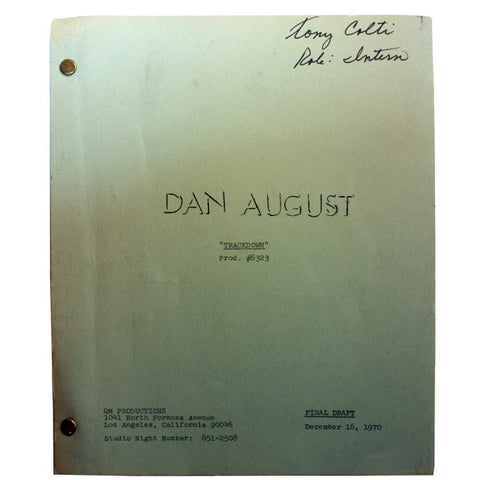 Tony Colti
Role: Intern
DAN AUGUST
"TRACKDOWN"
Prod. #6323
QM PRODUCTIONS
1041 North Formosa Avenue
Los Angeles, California 90046
Studio Night Number: 851-2508
FINAL DRAFT
December 16, 1970